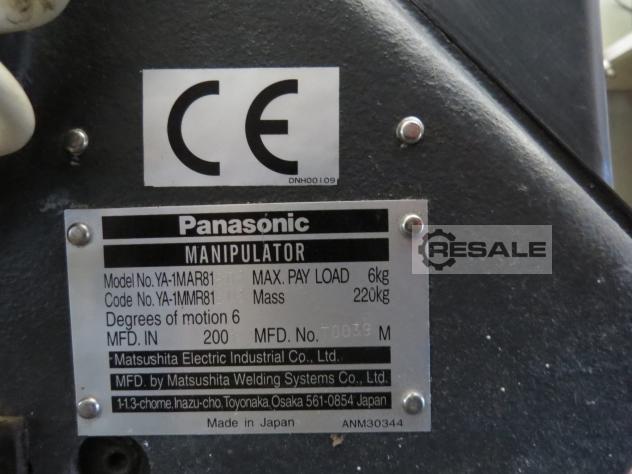 CE
DNH00109
Panasonic
MANIPULATOR
Model No. YA-1MAR81 MAX. PAY LOAD 6kg
Code No. YA-1MMR81 Mass 220kg
Degrees of motion 6
MFD. IN 200 MFD. No. T0039 M
Matsushita Electric Industrial Co., Ltd.
MFD. by Matsushita Welding Systems Co., Ltd.
1-1.3-chome, Inazu-cho, Toyonaka, Osaka 561-0854 Japan
Made in Japan ANM30344
RESALE